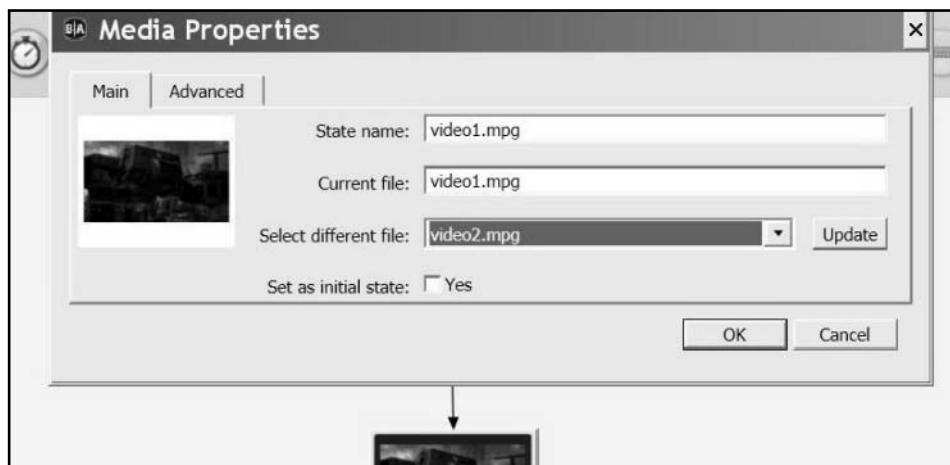 B|A Media Properties
Main Advanced
State name: video1.mpg
Current file: video1.mpg
Select different file: video2.mpg Update
Set as initial state: Yes
OK Cancel